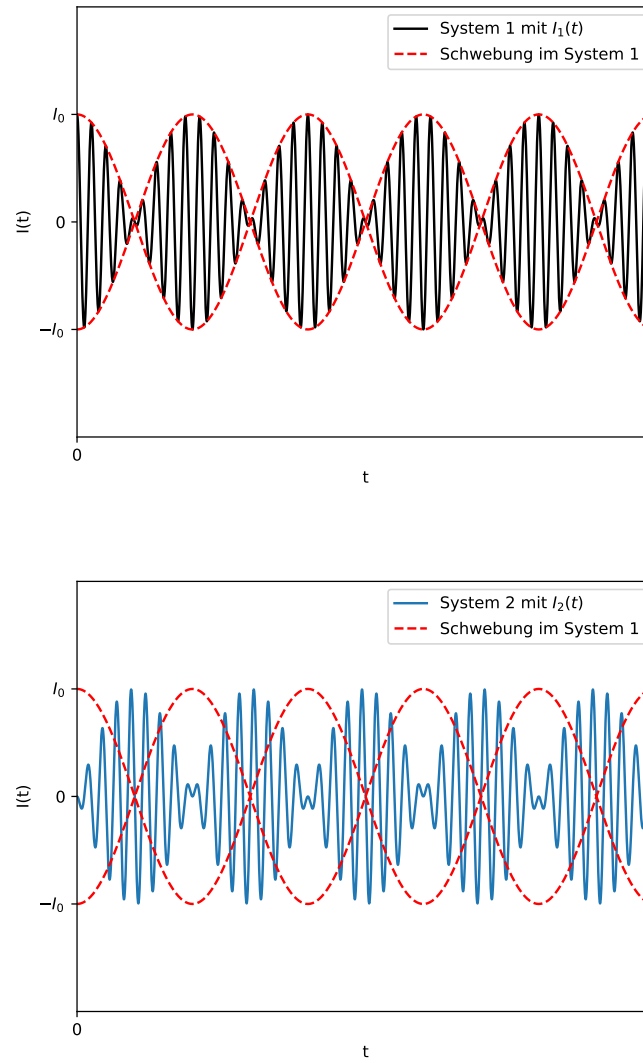 System 1 mit I₁(t)
Schwebung im System 1
I₀
0
−I₀
I(t)
0
t
System 2 mit I₂(t)
Schwebung im System 1
I₀
0
−I₀
I(t)
0
t